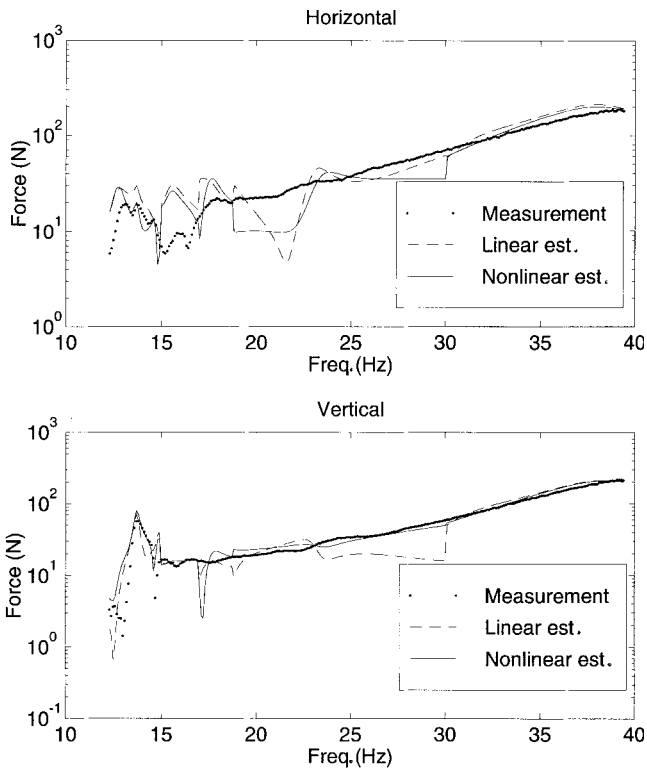 Horizontal
10^3
10^2
10^1
10^0
Force (N)
Measurement
Linear est.
Nonlinear est.
10 15 20 25 30 35 40
Freq.(Hz)
Vertical
10^3
10^2
10^1
10^0
10^-1
Force (N)
Measurement
Linear est.
Nonlinear est.
10 15 20 25 30 35 40
Freq.(Hz)